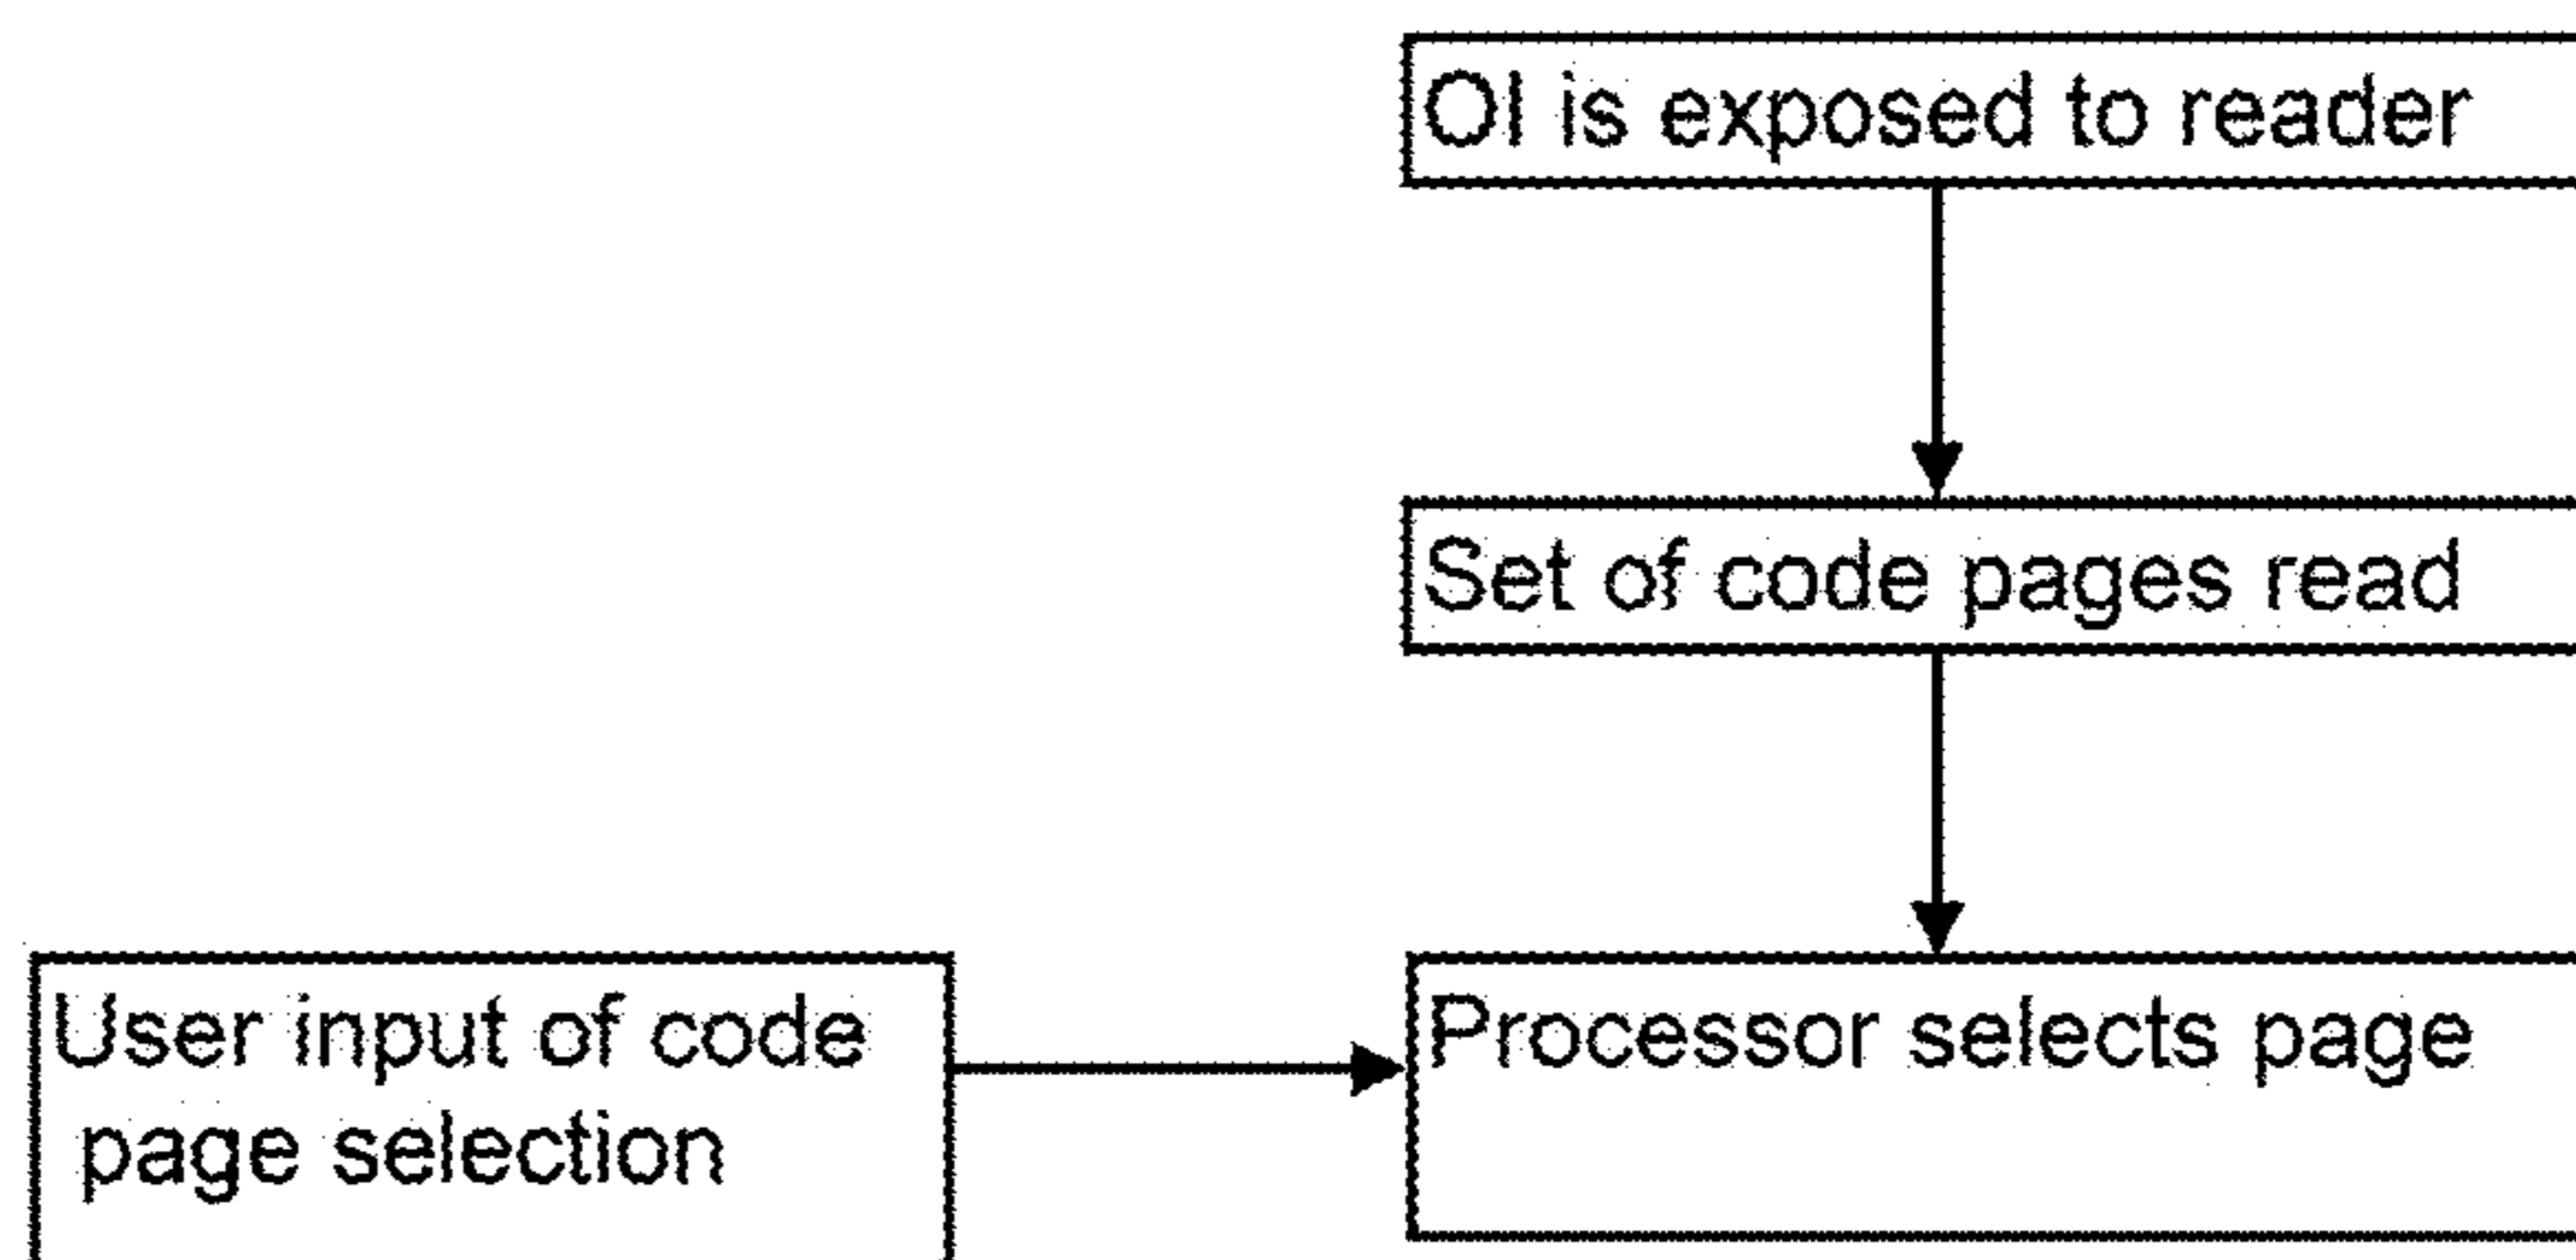 OI is exposed to reader
Set of code pages read
User input of code
page selection
Processor selects page